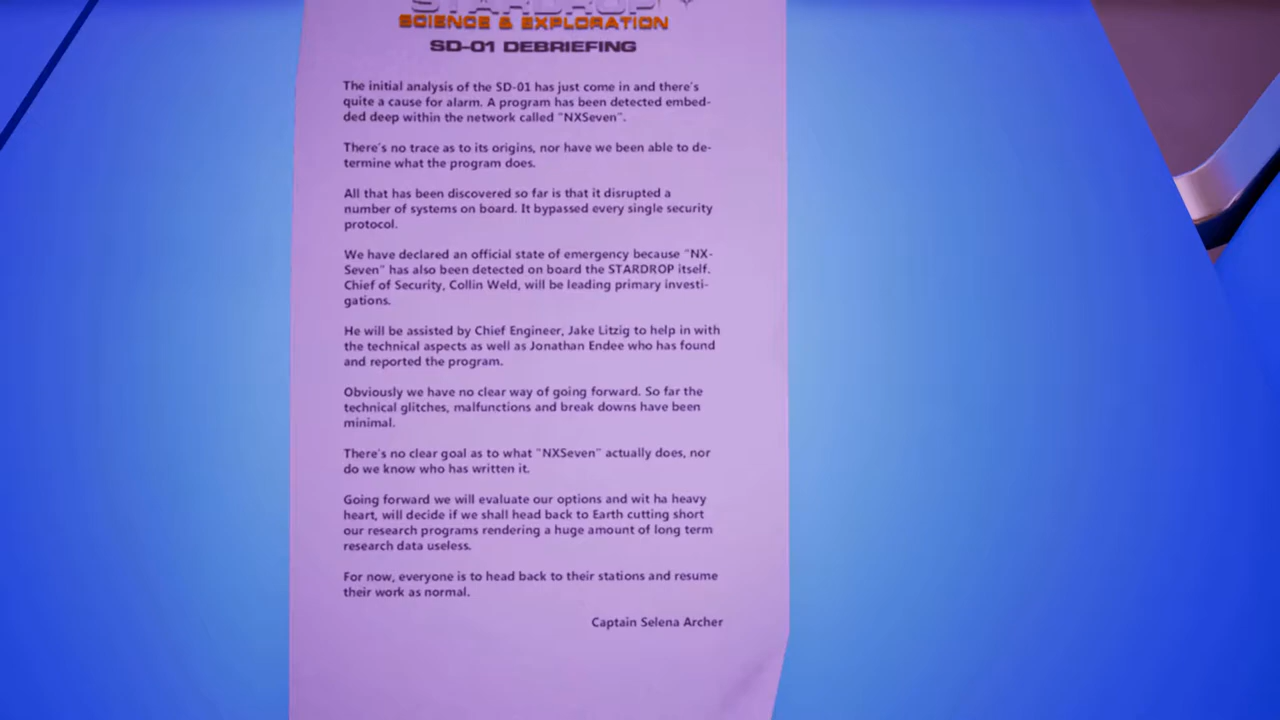 STARDROP
SCIENCE & EXPLORATION
SD-01 DEBRIEFING
The initial analysis of the SD-01 has just come in and there's
quite a cause for alarm. A program has been detected embed-
ded deep within the network called "NXSeven".
There's no trace as to its origins, nor have we been able to de-
termine what the program does.
All that has been discovered so far is that it disrupted a
number of systems on board. It bypassed every single security
protocol.
We have declared an official state of emergency because "NX-
Seven" has also been detected on board the STARDROP itself.
Chief of Security, Collin Weld, will be leading primary investi-
gations.
He will be assisted by Chief Engineer, Jake Litzig to help in with
the technical aspects as well as Jonathan Endee who has found
and reported the program.
Obviously we have no clear way of going forward. So far the
technical glitches, malfunctions and break downs have been
minimal.
There's no clear goal as to what "NXSeven" actually does, nor
do we know who has written it.
Going forward we will evaluate our options and wit ha heavy
heart, will decide if we shall head back to Earth cutting short
our research programs rendering a huge amount of long term
research data useless.
For now, everyone is to head back to their stations and resume
their work as normal.
Captain Selena Archer